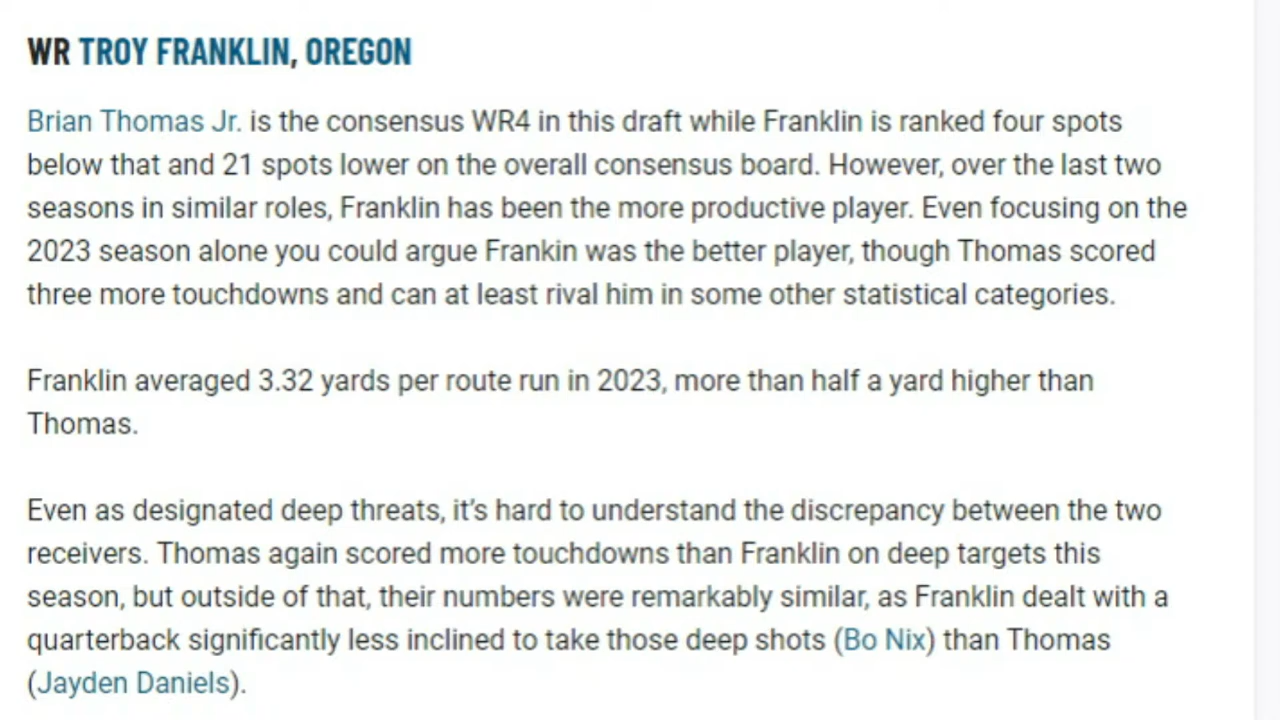 WR TROY FRANKLIN, OREGON
Brian Thomas Jr. is the consensus WR4 in this draft while Franklin is ranked four spots
below that and 21 spots lower on the overall consensus board. However, over the last two
seasons in similar roles, Franklin has been the more productive player. Even focusing on the
2023 season alone you could argue Frankin was the better player, though Thomas scored
three more touchdowns and can at least rival him in some other statistical categories.
Franklin averaged 3.32 yards per route run in 2023, more than half a yard higher than
Thomas.
Even as designated deep threats, it's hard to understand the discrepancy between the two
receivers. Thomas again scored more touchdowns than Franklin on deep targets this
season, but outside of that, their numbers were remarkably similar, as Franklin dealt with a
quarterback significantly less inclined to take those deep shots (Bo Nix) than Thomas
(Jayden Daniels).